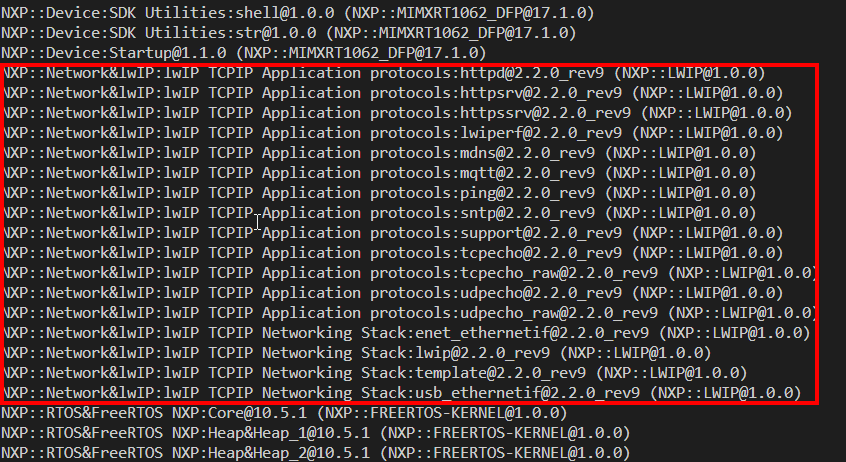 NXP::Device:SDK Utilities:shell@1.0.0 (NXP::MIMXRT1062_DFP@17.1.0)
NXP::Device:SDK Utilities:str@1.0.0 (NXP::MIMXRT1062_DFP@17.1.0)
NXP::Device:Startup@1.1.0 (NXP::MIMXRT1062_DFP@17.1.0)
NXP::Network&lwIP:lwIP TCPIP Application protocols:httpd@2.2.0_rev9 (NXP::LWIP@1.0.0)
NXP::Network&lwIP:lwIP TCPIP Application protocols:httpsrv@2.2.0_rev9 (NXP::LWIP@1.0.0)
NXP::Network&lwIP:lwIP TCPIP Application protocols:httpssrv@2.2.0_rev9 (NXP::LWIP@1.0.0)
NXP::Network&lwIP:lwIP TCPIP Application protocols:lwiperf@2.2.0_rev9 (NXP::LWIP@1.0.0)
NXP::Network&lwIP:lwIP TCPIP Application protocols:mdns@2.2.0_rev9 (NXP::LWIP@1.0.0)
NXP::Network&lwIP:lwIP TCPIP Application protocols:mqtt@2.2.0_rev9 (NXP::LWIP@1.0.0)
NXP::Network&lwIP:lwIP TCPIP Application protocols:ping@2.2.0_rev9 (NXP::LWIP@1.0.0)
NXP::Network&lwIP:lwIP TCPIP Application protocols:sntp@2.2.0_rev9 (NXP::LWIP@1.0.0)
NXP::Network&lwIP:lwIP TCPIP Application protocols:support@2.2.0_rev9 (NXP::LWIP@1.0.0)
NXP::Network&lwIP:lwIP TCPIP Application protocols:tcpecho@2.2.0_rev9 (NXP::LWIP@1.0.0)
NXP::Network&lwIP:lwIP TCPIP Application protocols:tcpecho_raw@2.2.0_rev9 (NXP::LWIP@1.0.0)
NXP::Network&lwIP:lwIP TCPIP Application protocols:udpecho@2.2.0_rev9 (NXP::LWIP@1.0.0)
NXP::Network&lwIP:lwIP TCPIP Application protocols:udpecho_raw@2.2.0_rev9 (NXP::LWIP@1.0.0)
NXP::Network&lwIP:lwIP TCPIP Networking Stack:enet_ethernetif@2.2.0_rev9 (NXP::LWIP@1.0.0)
NXP::Network&lwIP:lwIP TCPIP Networking Stack:lwip@2.2.0_rev9 (NXP::LWIP@1.0.0)
NXP::Network&lwIP:lwIP TCPIP Networking Stack:template@2.2.0_rev9 (NXP::LWIP@1.0.0)
NXP::Network&lwIP:lwIP TCPIP Networking Stack:usb_ethernetif@2.2.0_rev9 (NXP::LWIP@1.0.0)
NXP::RTOS&FreeRTOS NXP:Core@10.5.1 (NXP::FREERTOS-KERNEL@1.0.0)
NXP::RTOS&FreeRTOS NXP:Heap&Heap_1@10.5.1 (NXP::FREERTOS-KERNEL@1.0.0)
NXP::RTOS&FreeRTOS NXP:Heap&Heap_2@10.5.1 (NXP::FREERTOS-KERNEL@1.0.0)